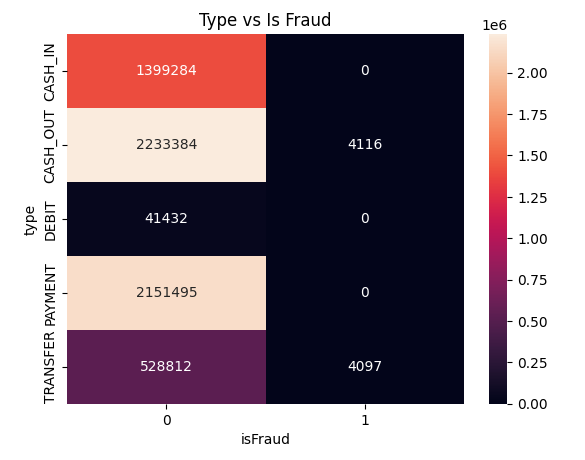 Type vs Is Fraud
1e6
CASH_IN
1399284
0
CASH_OUT
2233384
4116
DEBIT
41432
0
PAYMENT
2151495
0
TRANSFER
528812
4097
type
0
1
isFraud
2.00
1.75
1.50
1.25
1.00
0.75
0.50
0.25
0.00